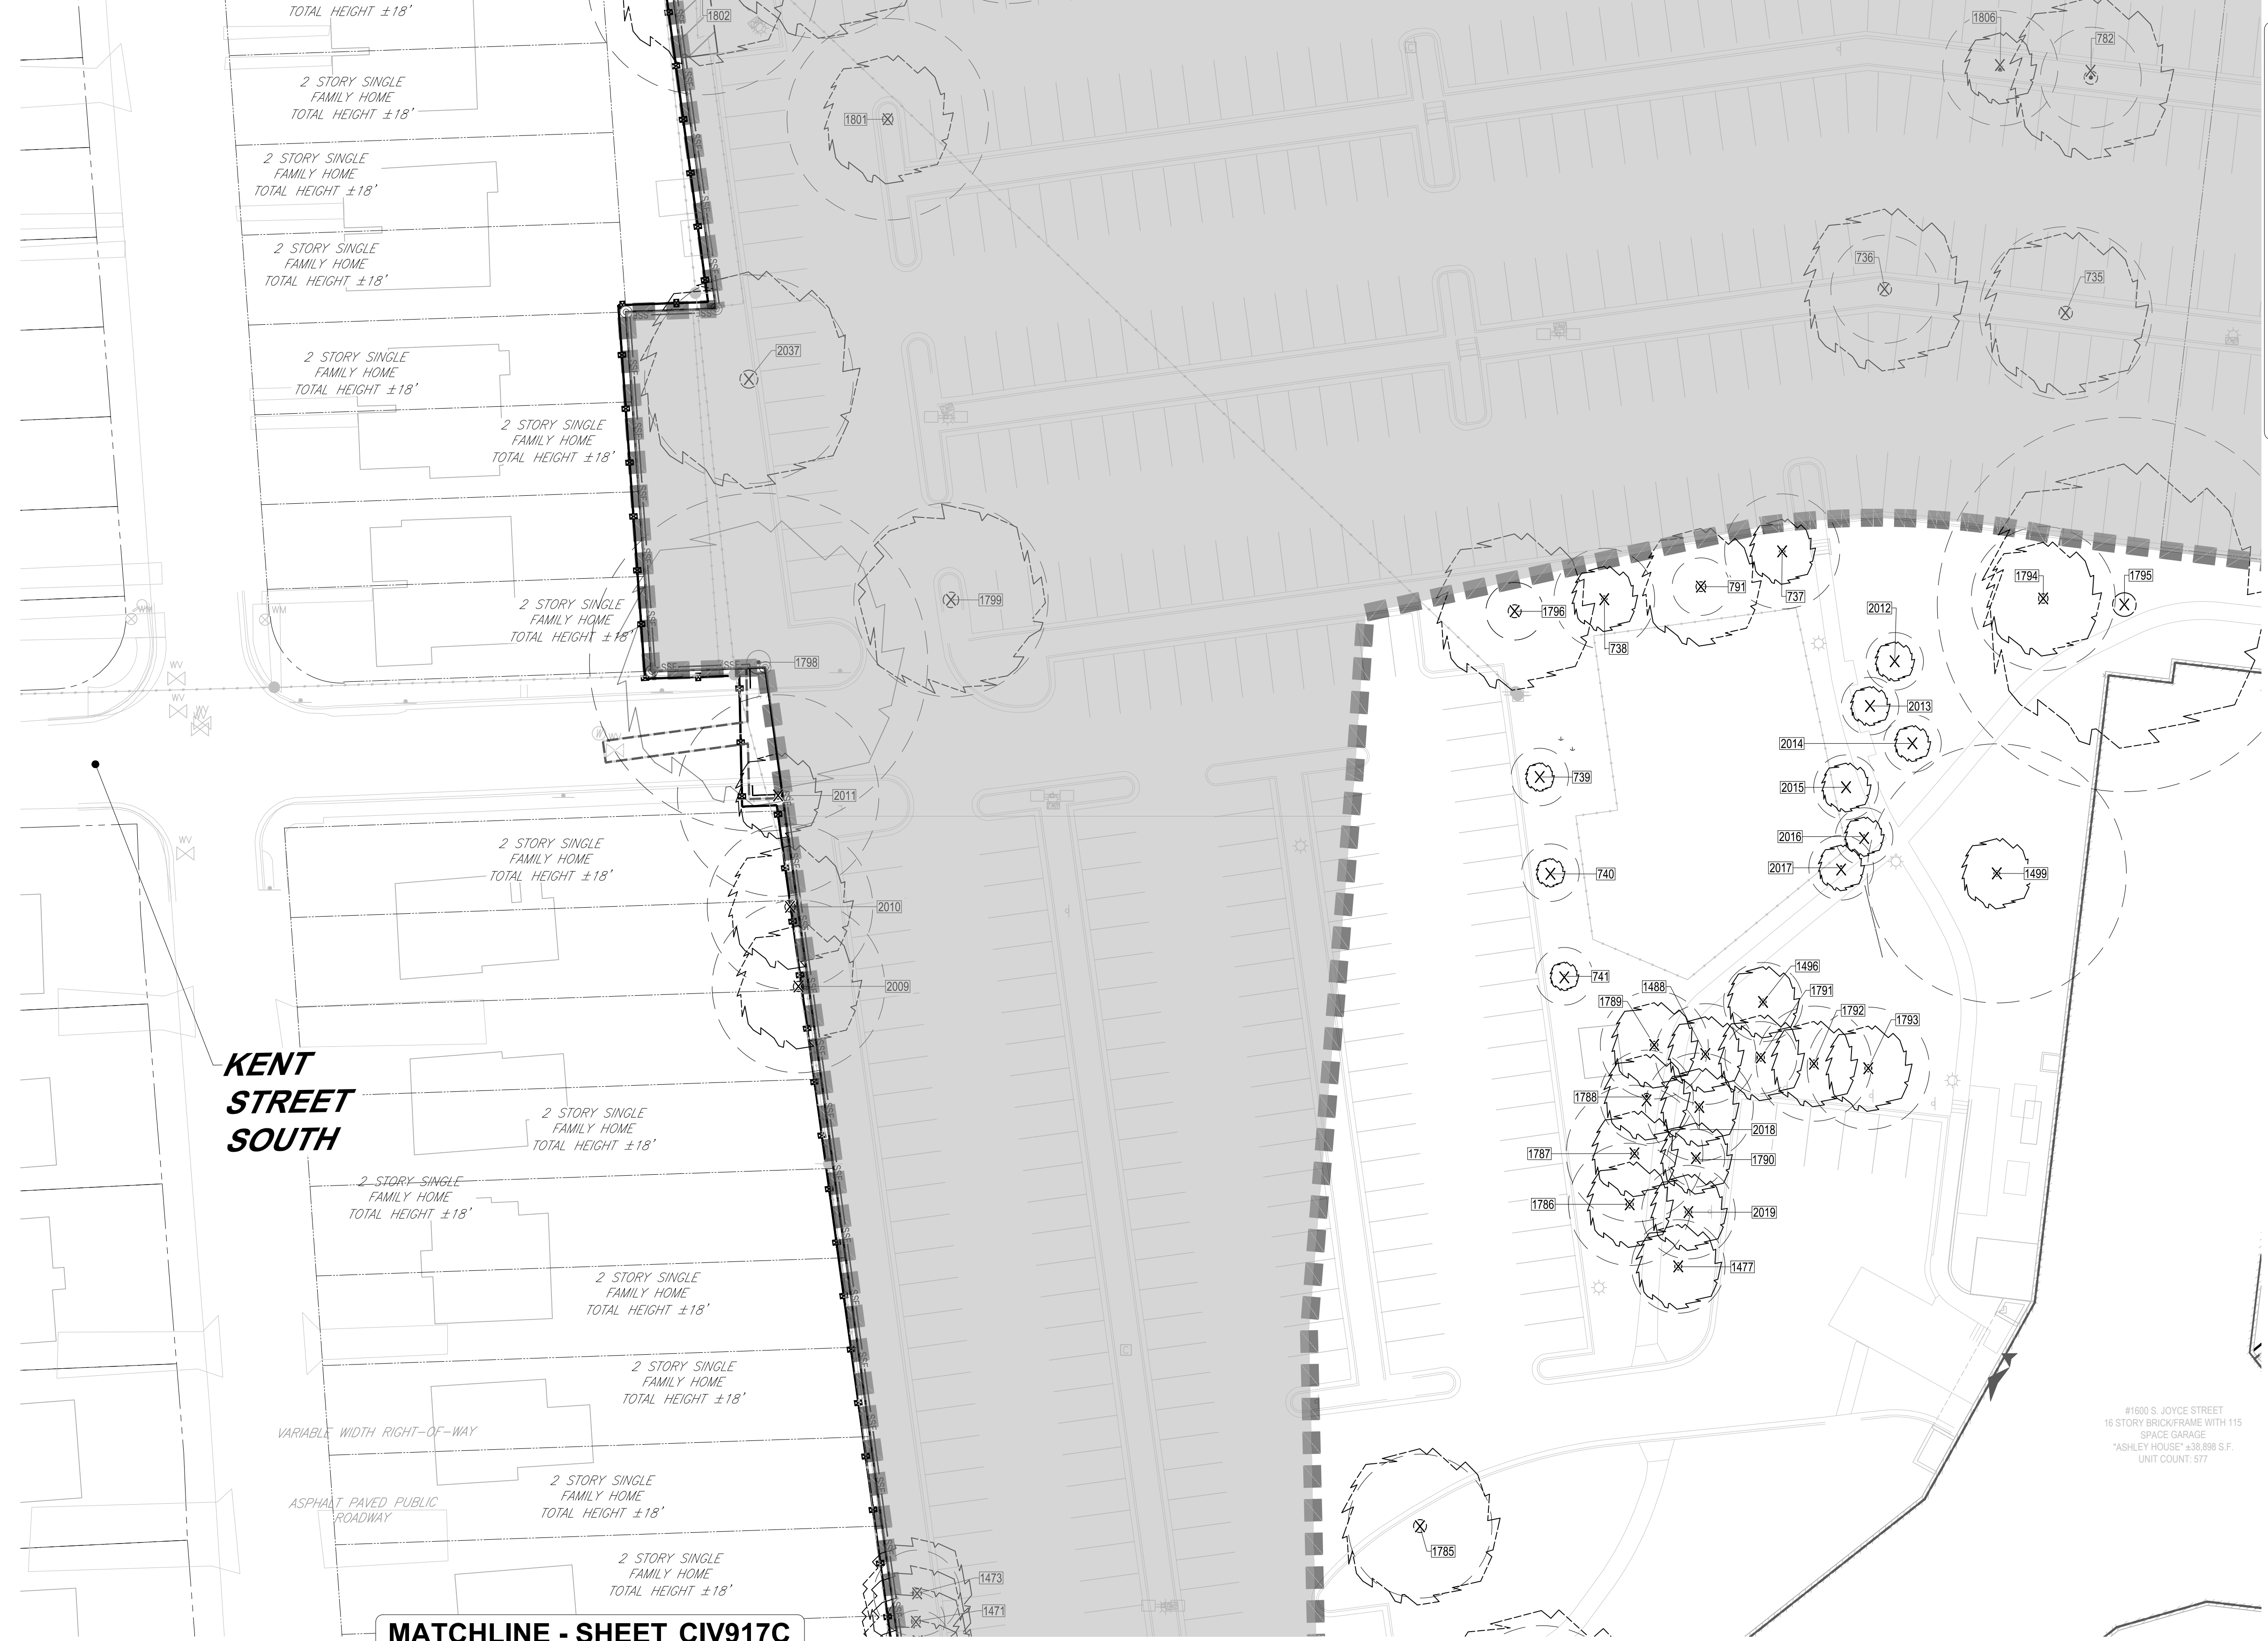 TOTAL HEIGHT ±18'
1802
1806
782
2 STORY SINGLE
FAMILY HOME
TOTAL HEIGHT ±18'
1801
2 STORY SINGLE
FAMILY HOME
TOTAL HEIGHT ±18'
2 STORY SINGLE
FAMILY HOME
TOTAL HEIGHT ±18'
736
735
2037
2 STORY SINGLE
FAMILY HOME
TOTAL HEIGHT ±18'
2 STORY SINGLE
FAMILY HOME
TOTAL HEIGHT ±18'
1794
1795
791
737
1799
1796
738
2012
2 STORY SINGLE
FAMILY HOME
TOTAL HEIGHT ±18'
WM
WM
1798
WV
WV
WV
WV
2013
2014
739
2015
2011
2016
WV
2 STORY SINGLE
FAMILY HOME
TOTAL HEIGHT ±18'
2017
740
1499
2010
741
1496
2009
1488
1791
1789
1792
1793
KENT
STREET
SOUTH
1788
2 STORY SINGLE
FAMILY HOME
TOTAL HEIGHT ±18'
2018
1787
1790
2 STORY SINGLE
FAMILY HOME
TOTAL HEIGHT ±18'
1786
2019
1477
2 STORY SINGLE
FAMILY HOME
TOTAL HEIGHT ±18'
2 STORY SINGLE
FAMILY HOME
TOTAL HEIGHT ±18'
C
C
#1600 S. JOYCE STREET
16 STORY BRICK/FRAME WITH 115
SPACE GARAGE
"ASHLEY HOUSE" ±38,898 S.F.
UNIT COUNT: 577
VARIABLE WIDTH RIGHT-OF-WAY
2 STORY SINGLE
FAMILY HOME
TOTAL HEIGHT ±18'
ASPHALT PAVED PUBLIC
ROADWAY
1785
2 STORY SINGLE
FAMILY HOME
TOTAL HEIGHT ±18'
1473
1471
MATCHLINE - SHEET CIV917C